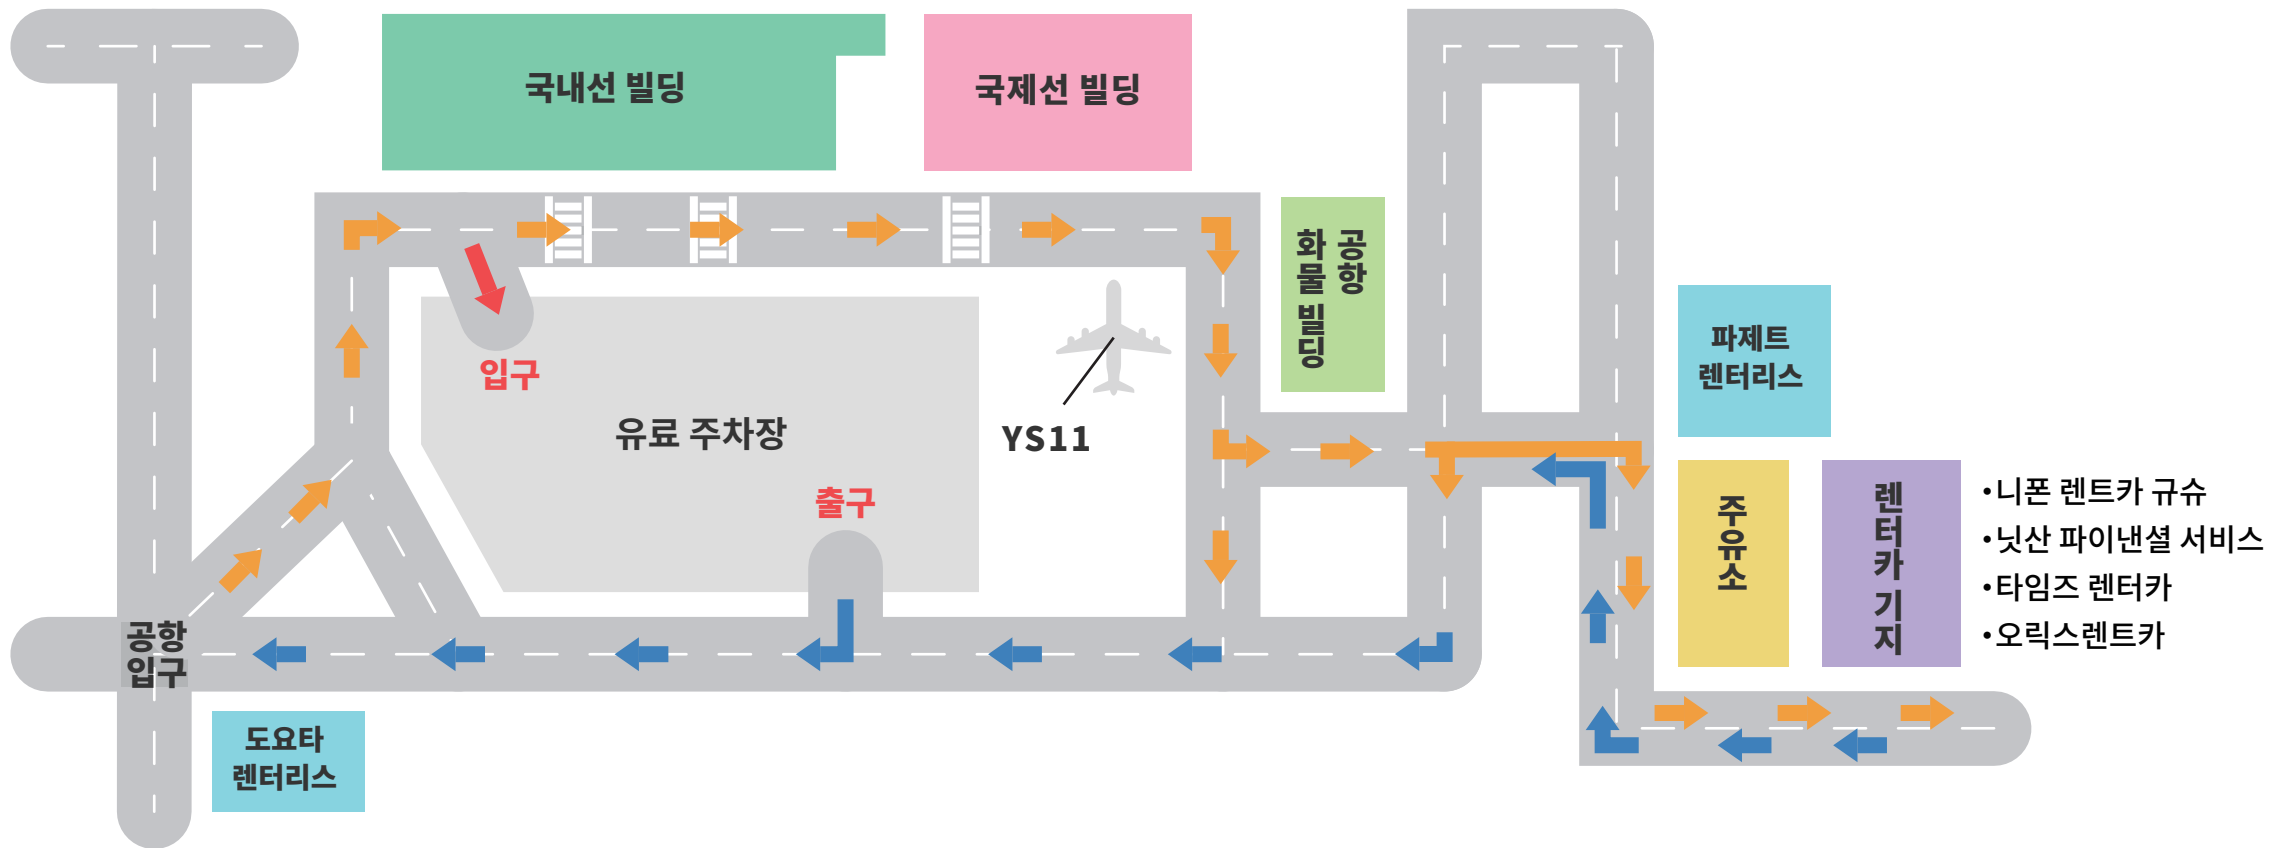 국내선 빌딩
국제선 빌딩
공항
화물 빌딩
입구
유료 주차장
YS11
출구
파제트
렌터리스
주유소
렌터카 기지
•니폰 렌트카 규슈
•닛산 파이낸셜 서비스
•타임즈 렌터카
•오릭스렌트카
공항
입구
도요타
렌터리스